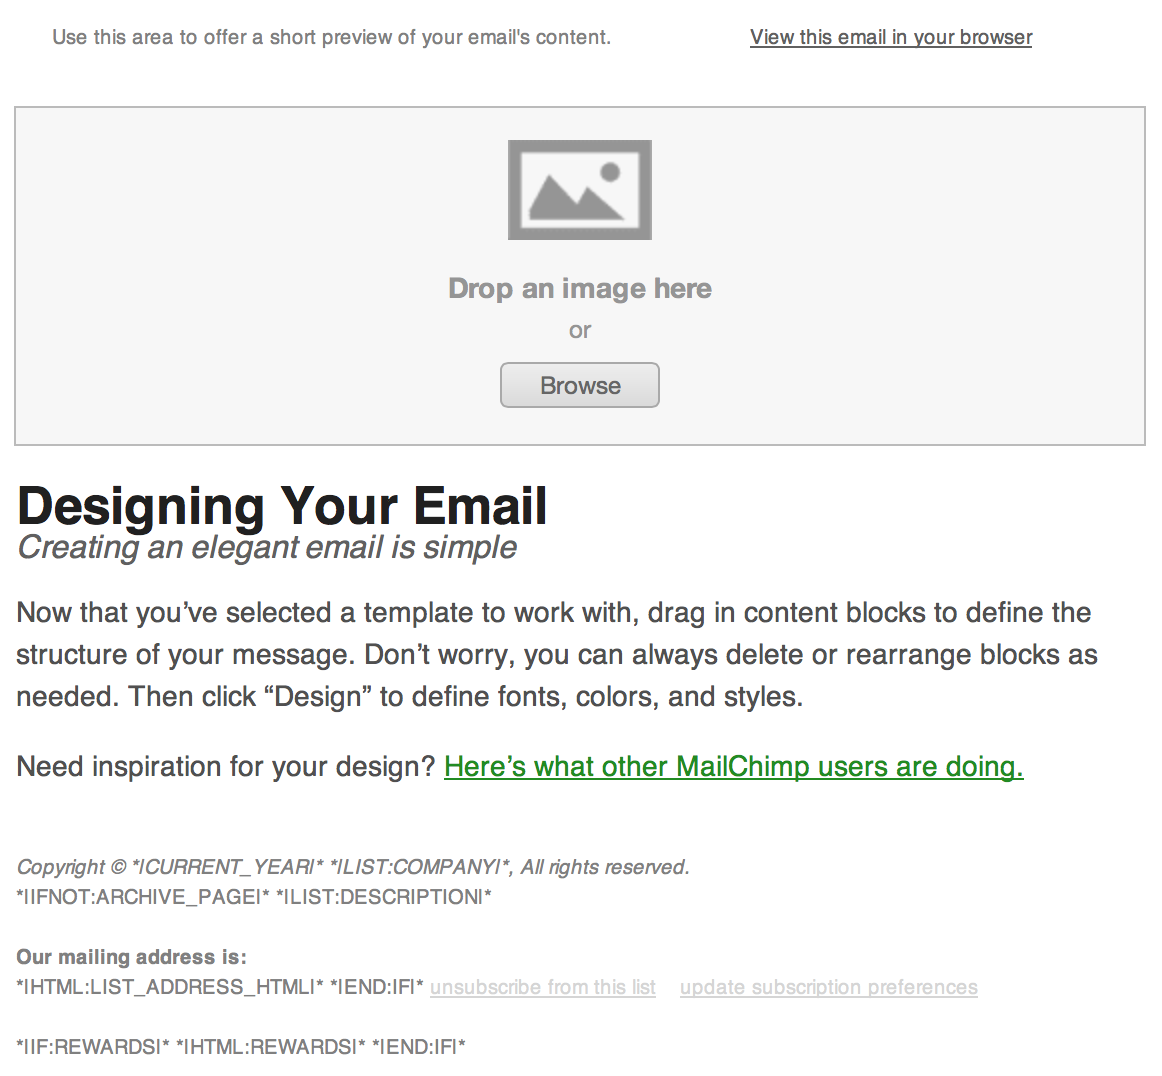 Use this area to offer a short preview of your email's content.
View this email in your browser
Drop an image here
or
Browse
Designing Your Email
Creating an elegant email is simple
Now that you’ve selected a template to work with, drag in content blocks to define the
structure of your message. Don’t worry, you can always delete or rearrange blocks as
needed. Then click “Design” to define fonts, colors, and styles.
Need inspiration for your design? Here’s what other MailChimp users are doing.
Copyright © *|CURRENT_YEAR|* *|LIST:COMPANY|*, All rights reserved.
*|IFNOT:ARCHIVE_PAGE|* *|LIST:DESCRIPTION|*
Our mailing address is:
*|HTML:LIST_ADDRESS_HTML|* *|END:IF|* unsubscribe from this list update subscription preferences
*|IF:REWARDS|* *|HTML:REWARDS|* *|END:IF|*